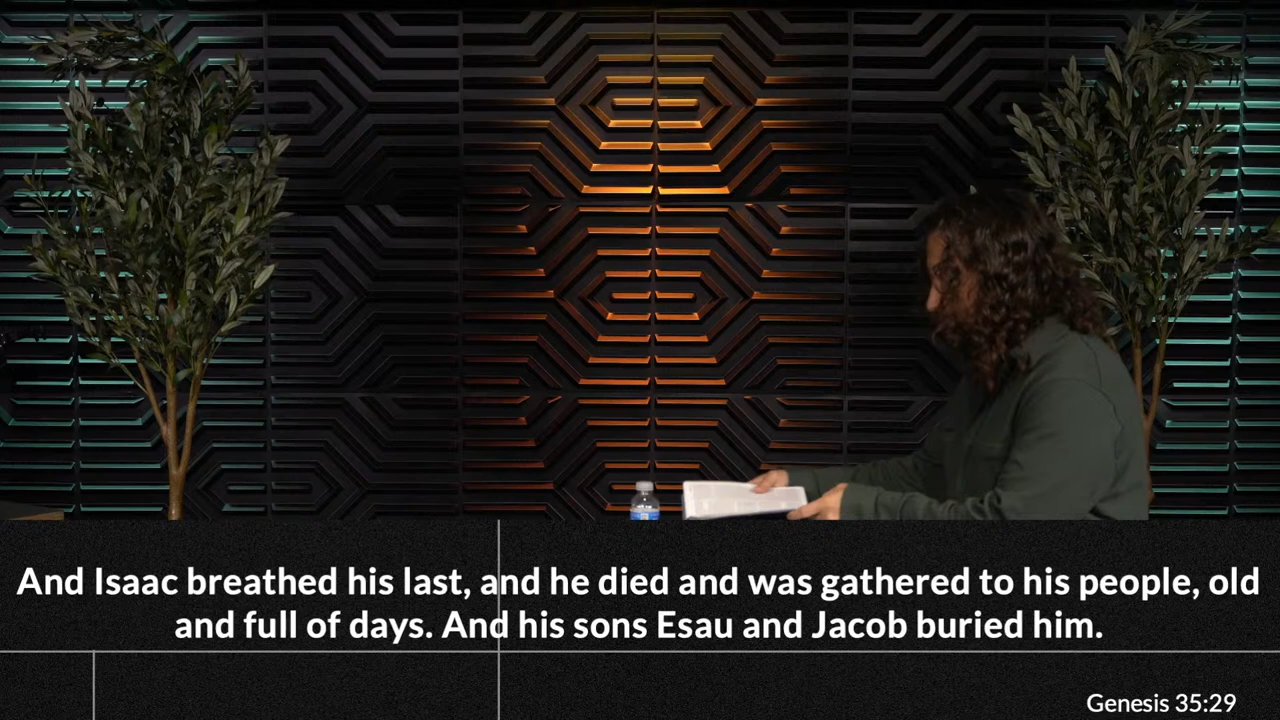 And Isaac breathed his last, and he died and was gathered to his people, old
and full of days. And his sons Esau and Jacob buried him.
Genesis 35:29